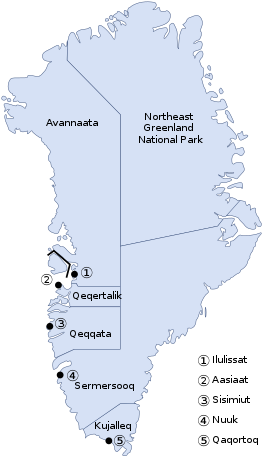 Avannaata
Northeast
Greenland
National Park
①
②
Qeqertalik
③
Qeqqata
④
Sermersooq
Kujalleq
⑤
① Ilulissat
② Aasiaat
③ Sisimiut
④ Nuuk
⑤ Qaqortoq